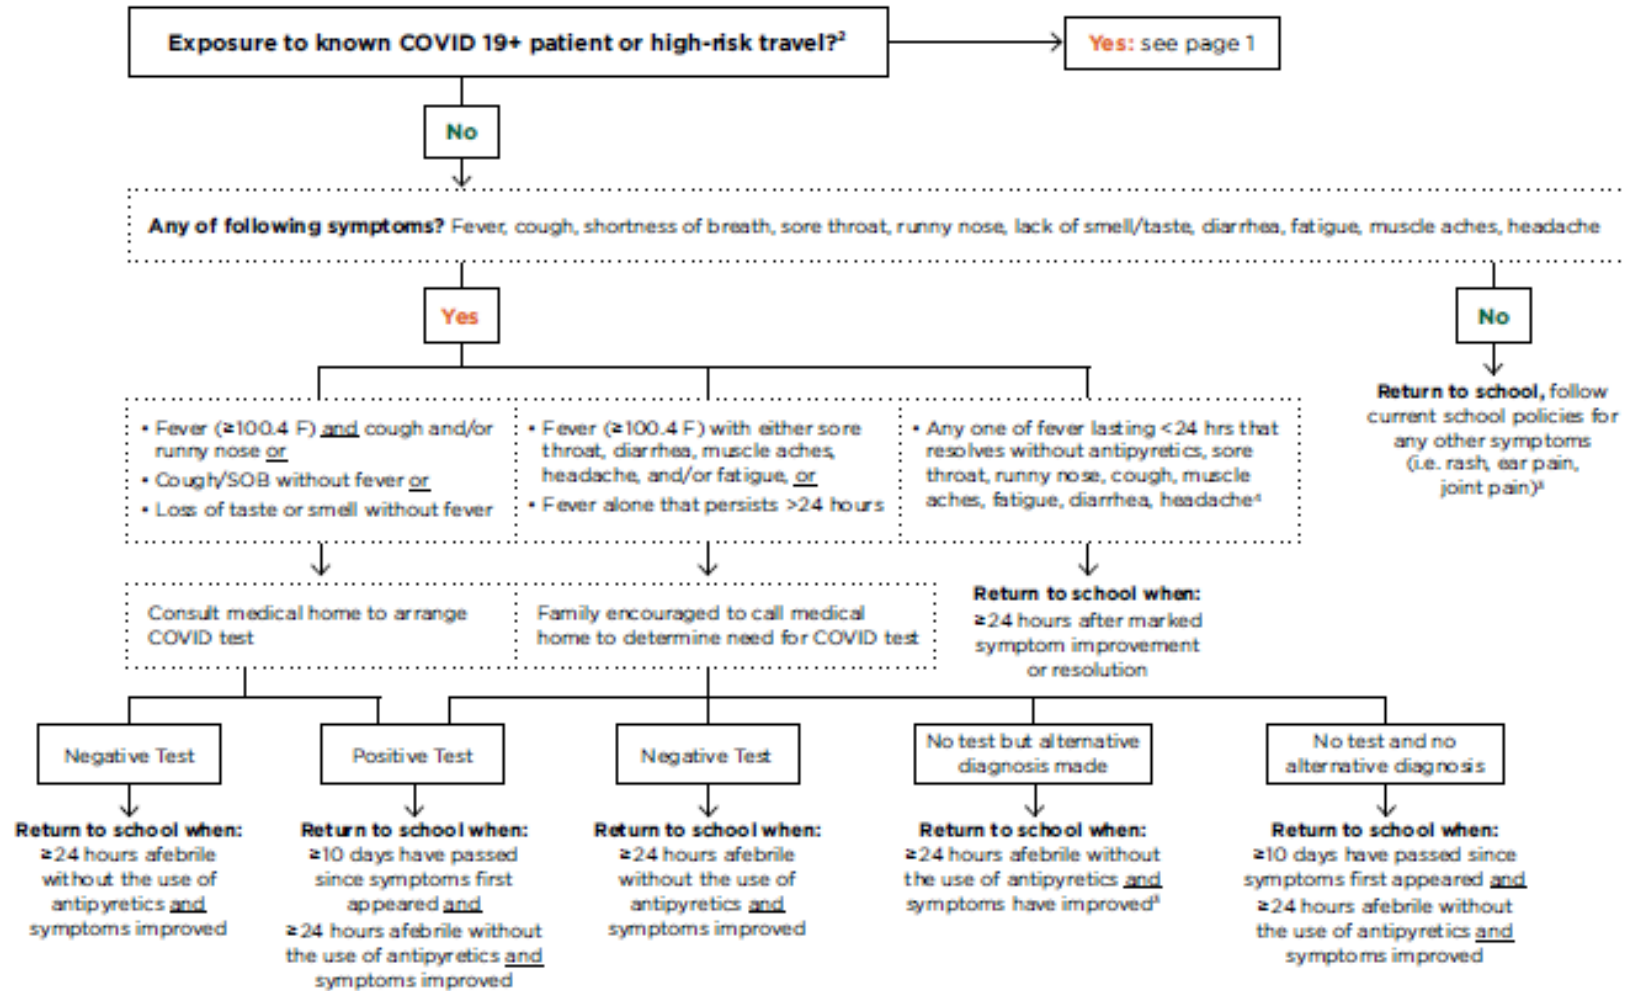 Exposure to known COVID 19+ patient or high-risk travel?²
Yes: see page 1
No
Any of following symptoms? Fever, cough, shortness of breath, sore throat, runny nose, lack of smell/taste, diarrhea, fatigue, muscle aches, headache
Yes
No
• Fever (≥100.4 F) and cough and/or
runny nose or
• Cough/SOB without fever or
• Loss of taste or smell without fever
• Fever (≥100.4 F) with either sore
throat, diarrhea, muscle aches,
headache, and/or fatigue, or
• Fever alone that persists >24 hours
• Any one of fever lasting <24 hrs that
resolves without antipyretics, sore
throat, runny nose, cough, muscle
aches, fatigue, diarrhea, headache⁴
Return to school, follow
current school policies for
any other symptoms
(i.e. rash, ear pain,
joint pain)³
Consult medical home to arrange
COVID test
Family encouraged to call medical
home to determine need for COVID test
Return to school when:
≥24 hours after marked
symptom improvement
or resolution
Negative Test
Positive Test
Negative Test
No test but alternative
diagnosis made
No test and no
alternative diagnosis
Return to school when:
≥24 hours afebrile
without the use of
antipyretics and
symptoms improved
Return to school when:
≥10 days have passed
since symptoms first
appeared and
≥24 hours afebrile without
the use of antipyretics and
symptoms improved
Return to school when:
≥24 hours afebrile
without the use of
antipyretics and
symptoms improved
Return to school when:
≥24 hours afebrile without
the use of antipyretics and
symptoms have improved³
Return to school when:
≥10 days have passed since
symptoms first appeared and
≥24 hours afebrile without
the use of antipyretics and
symptoms improved